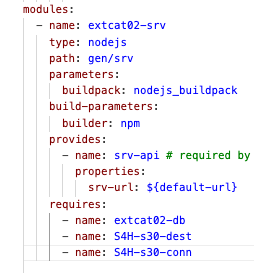 modules:
  - name: extcat02-srv
    type: nodejs
    path: gen/srv
    parameters:
      buildpack: nodejs_buildpack
    build-parameters:
      builder: npm
    provides:
      - name: srv-api # required by
        properties:
          srv-url: ${default-url}
    requires:
      - name: extcat02-db
      - name: S4H-s30-dest
      - name: S4H-s30-conn